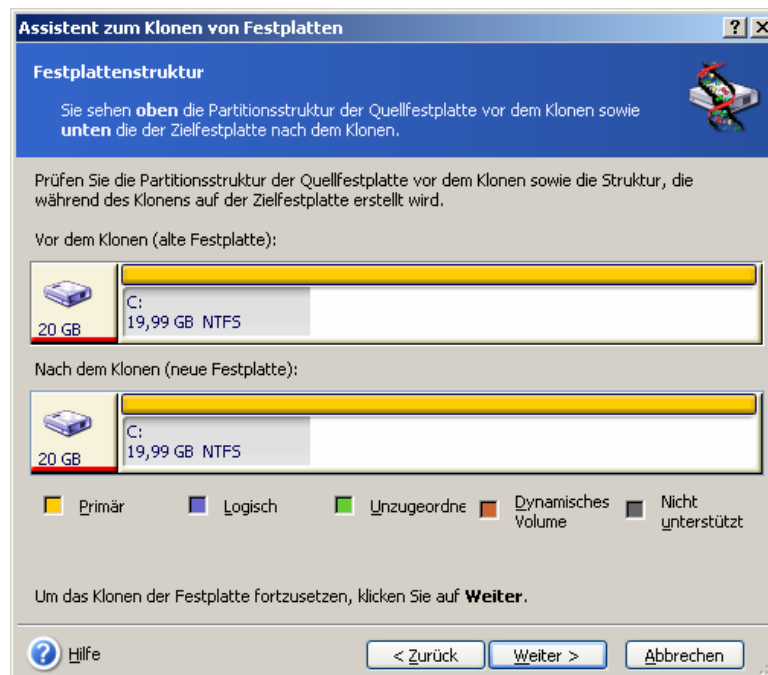 Assistent zum Klonen von Festplatten
Festplattenstruktur
Sie sehen oben die Partitionsstruktur der Quellfestplatte vor dem Klonen sowie
unten die der Zielfestplatte nach dem Klonen.
Prüfen Sie die Partitionsstruktur der Quellfestplatte vor dem Klonen sowie die Struktur, die
während des Klonens auf der Zielfestplatte erstellt wird.
Vor dem Klonen (alte Festplatte):
20 GB
C:
19,99 GB NTFS
Nach dem Klonen (neue Festplatte):
20 GB
C:
19,99 GB NTFS
Primär
Logisch
Unzugeordne
Dynamisches
Volume
Nicht
unterstützt
Um das Klonen der Festplatte fortzusetzen, klicken Sie auf Weiter.
Hilfe
< Zurück
Weiter >
Abbrechen